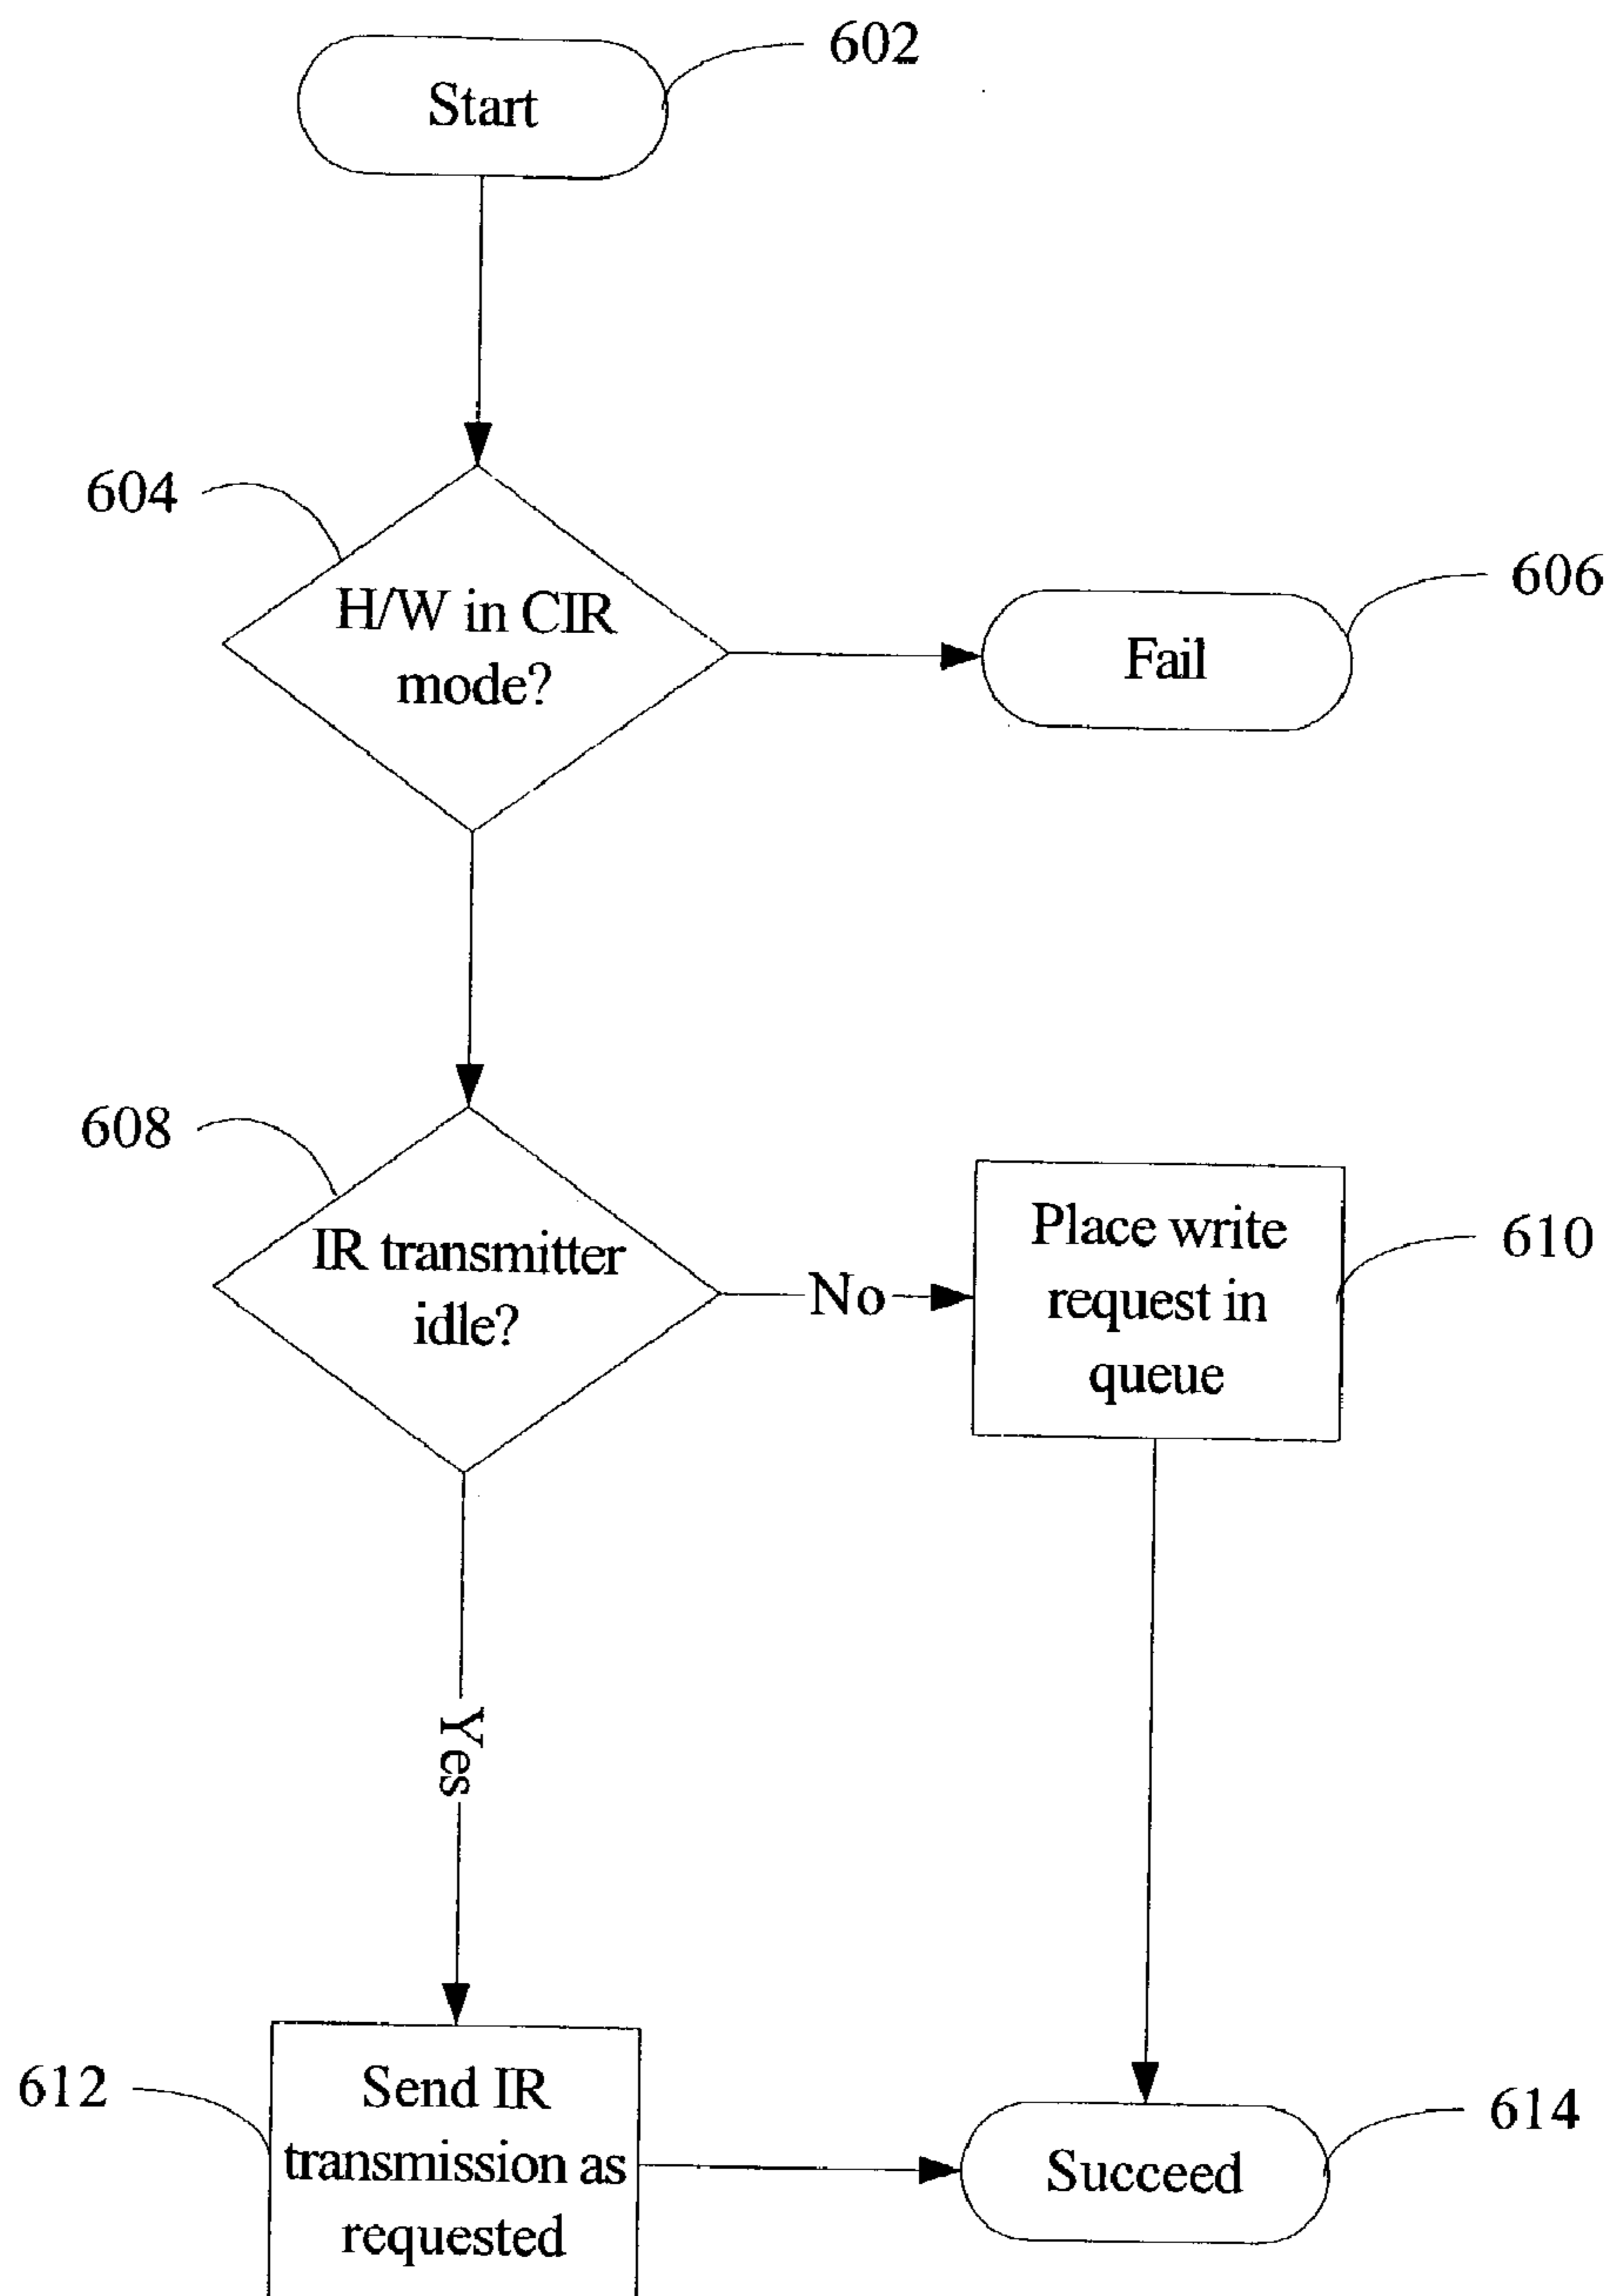 602
Start
604
H/W in CIR
mode?
606
Fail
608
IR transmitter
idle?
No
Place write
request in
queue
610
Yes
612
Send IR
transmission as
requested
614
Succeed